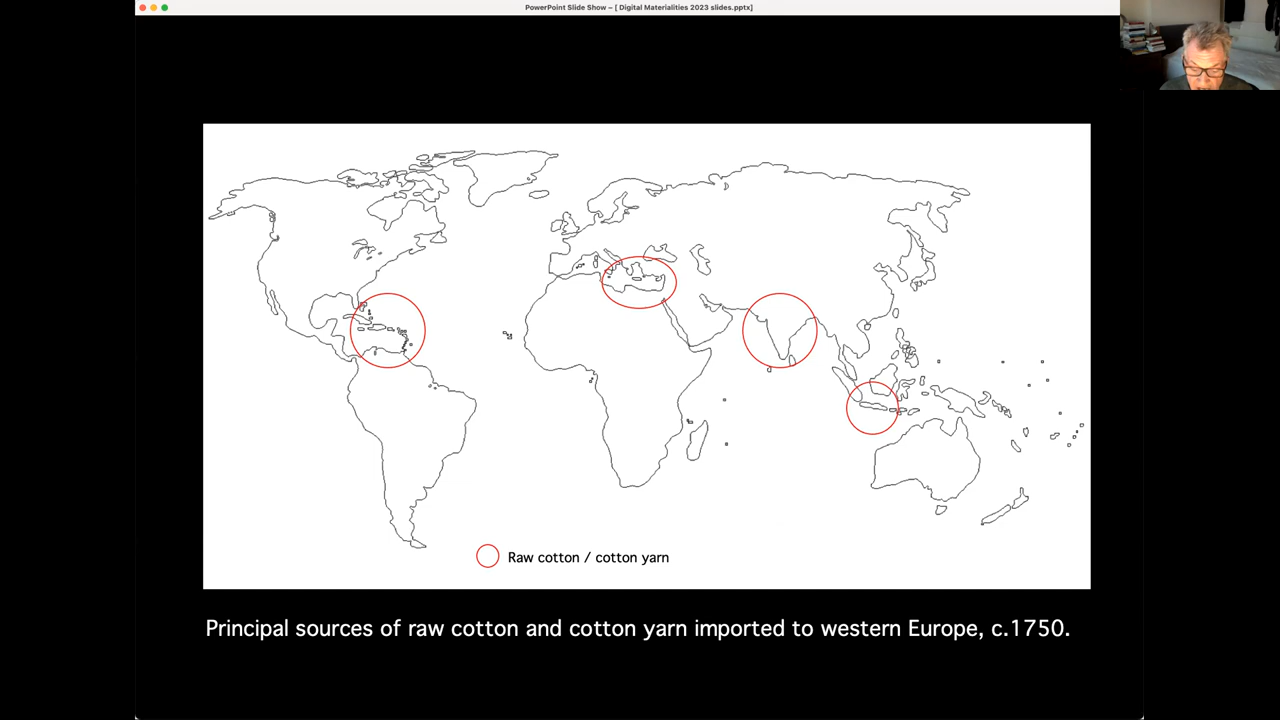 PowerPoint Slide Show – [ Digital Materialities 2023 slides.pptx]
Raw cotton / cotton yarn
Principal sources of raw cotton and cotton yarn imported to western Europe, c.1750.